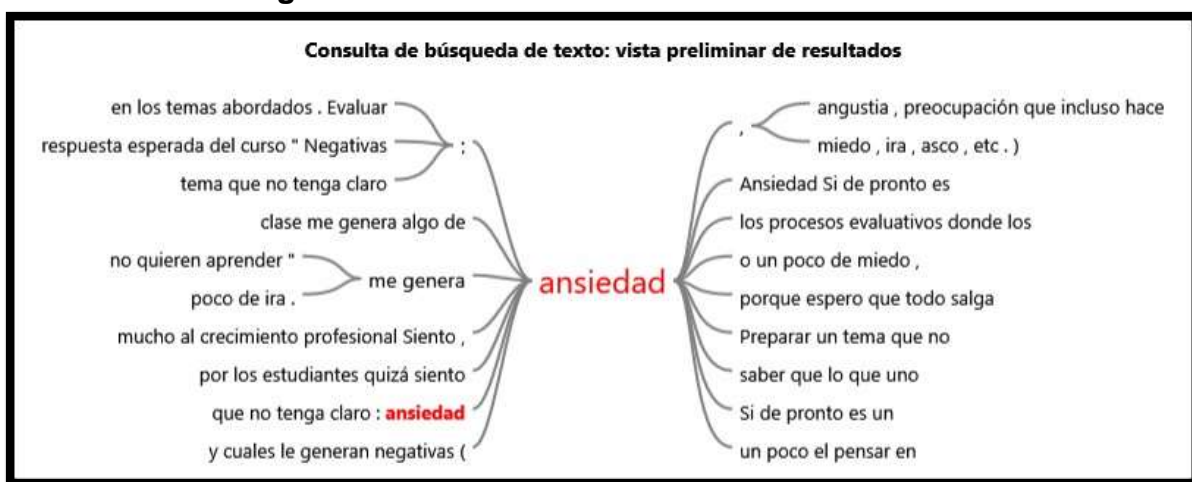 Consulta de búsqueda de texto: vista preliminar de resultados
en los temas abordados . Evaluar
respuesta esperada del curso " Negativas
tema que no tenga claro
:
clase me genera algo de
no quieren aprender "
poco de ira .
me genera
mucho al crecimiento profesional Siento ,
por los estudiantes quizá siento
que no tenga claro : ansiedad
y cuales le generan negativas (
ansiedad
,
angustia , preocupación que incluso hace
miedo , ira , asco , etc . )
Ansiedad Si de pronto es
los procesos evaluativos donde los
o un poco de miedo ,
porque espero que todo salga
Preparar un tema que no
saber que lo que uno
Si de pronto es un
un poco el pensar en